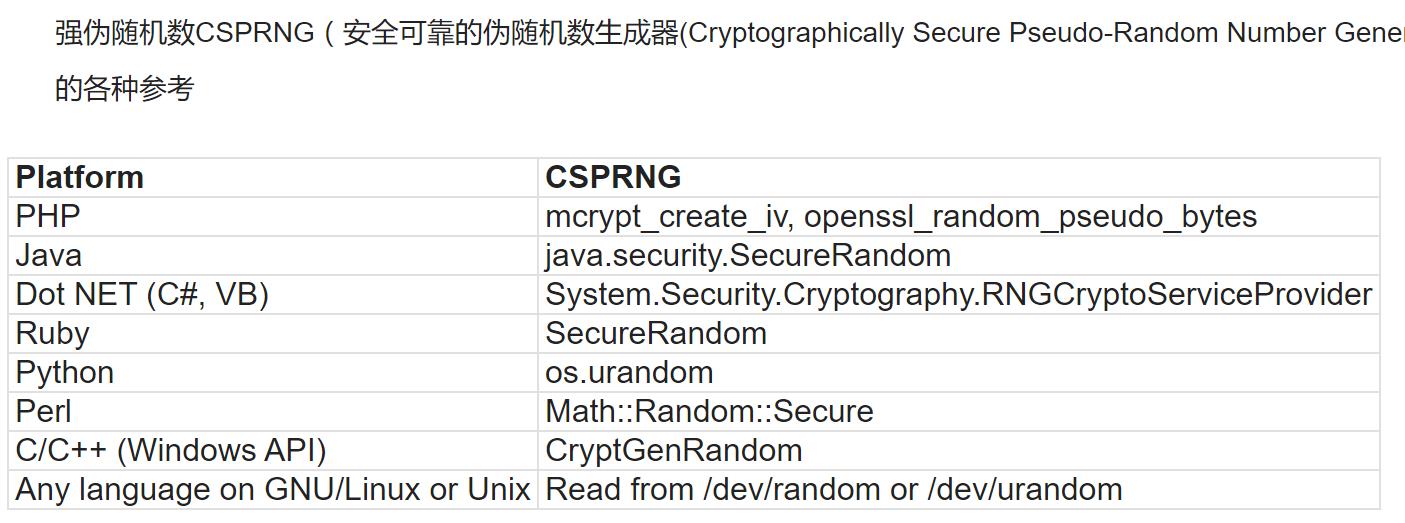 强伪随机数CSPRNG（安全可靠的伪随机数生成器(Cryptographically Secure Pseudo-Random Number
的各种参考
Platform CSPRNG
PHP mcrypt_create_iv, openssl_random_pseudo_bytes
Java java.security.SecureRandom
Dot NET (C#, VB) System.Security.Cryptography.RNGCryptoServiceProvider
Ruby SecureRandom
Python os.urandom
Perl Math::Random::Secure
C/C++ (Windows API) CryptGenRandom
Any language on GNU/Linux or Unix Read from /dev/random or /dev/urandom